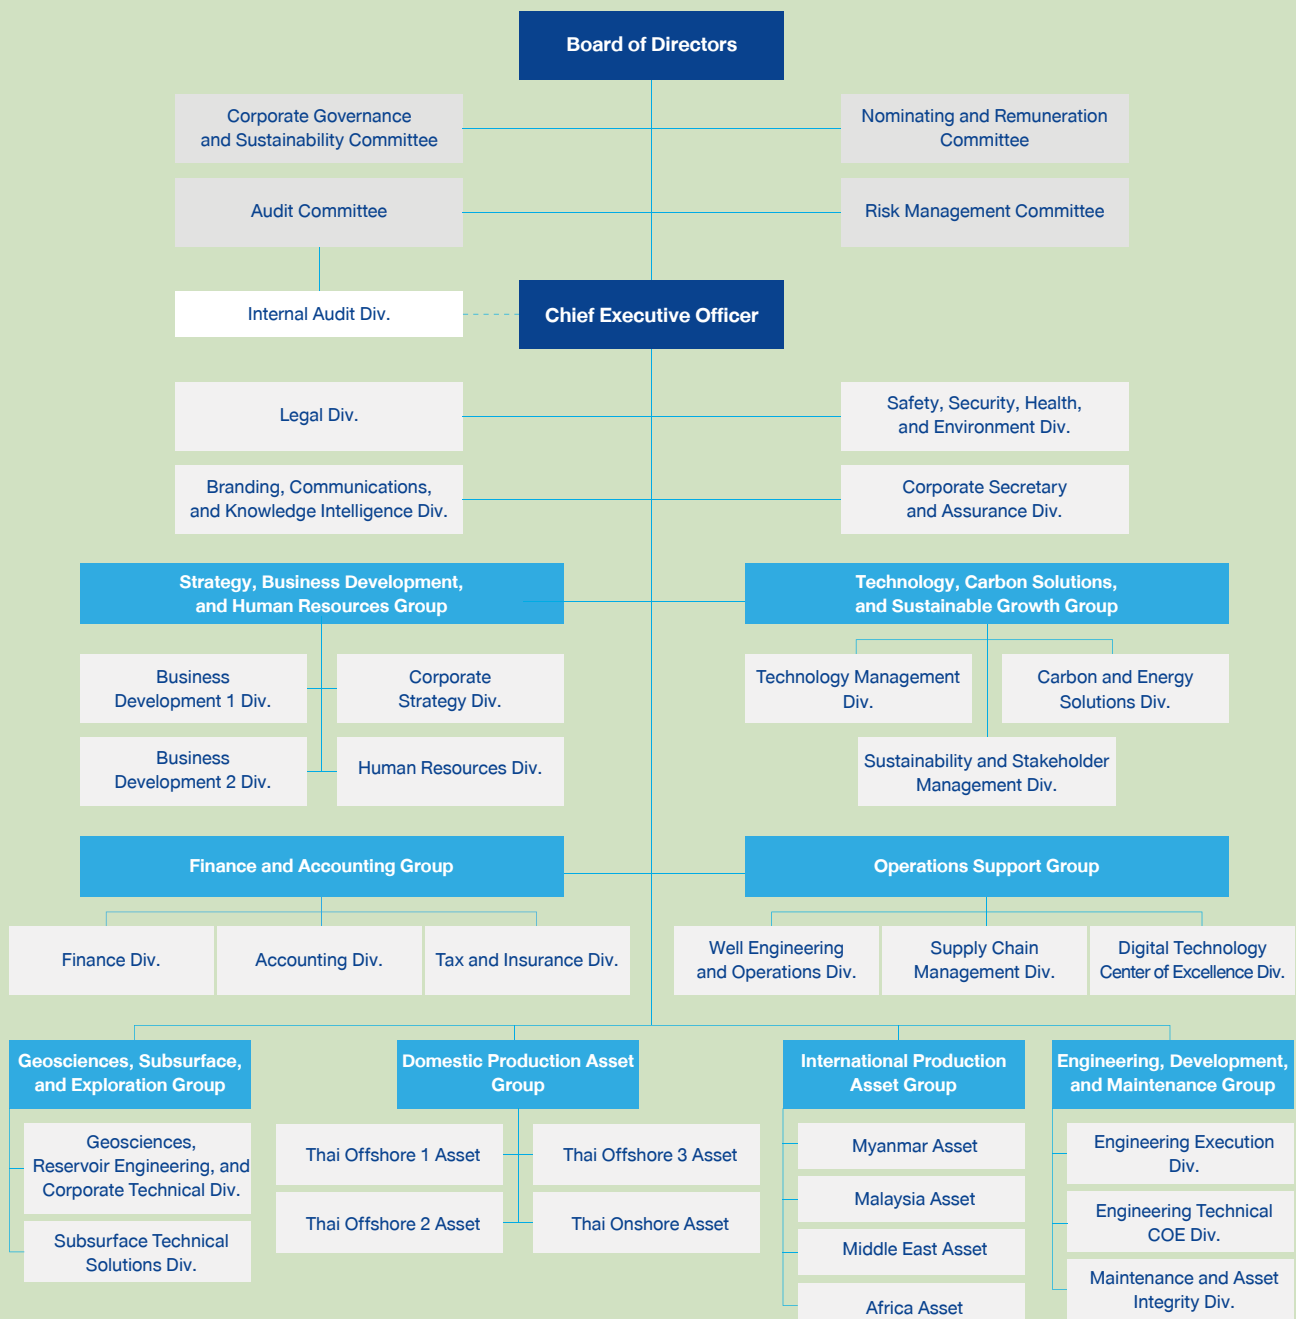 Board of Directors
Corporate Governance
and Sustainability Committee
Nominating and Remuneration
Committee
Audit Committee
Risk Management Committee
Internal Audit Div.
Chief Executive Officer
Legal Div.
Safety, Security, Health,
and Environment Div.
Branding, Communications,
and Knowledge Intelligence Div.
Corporate Secretary
and Assurance Div.
Strategy, Business Development,
and Human Resources Group
Technology, Carbon Solutions,
and Sustainable Growth Group
Business
Development 1 Div.
Corporate
Strategy Div.
Technology Management
Div.
Carbon and Energy
Solutions Div.
Business
Development 2 Div.
Human Resources Div.
Sustainability and Stakeholder
Management Div.
Finance and Accounting Group
Operations Support Group
Finance Div.
Accounting Div.
Tax and Insurance Div.
Well Engineering
and Operations Div.
Supply Chain
Management Div.
Digital Technology
Center of Excellence Div.
Geosciences, Subsurface,
and Exploration Group
Domestic Production Asset
Group
International Production
Asset Group
Engineering, Development,
and Maintenance Group
Geosciences,
Reservoir Engineering, and
Corporate Technical Div.
Subsurface Technical
Solutions Div.
Thai Offshore 1 Asset
Thai Offshore 3 Asset
Thai Offshore 2 Asset
Thai Onshore Asset
Myanmar Asset
Malaysia Asset
Middle East Asset
Africa Asset
Engineering Execution
Div.
Engineering Technical
COE Div.
Maintenance and Asset
Integrity Div.